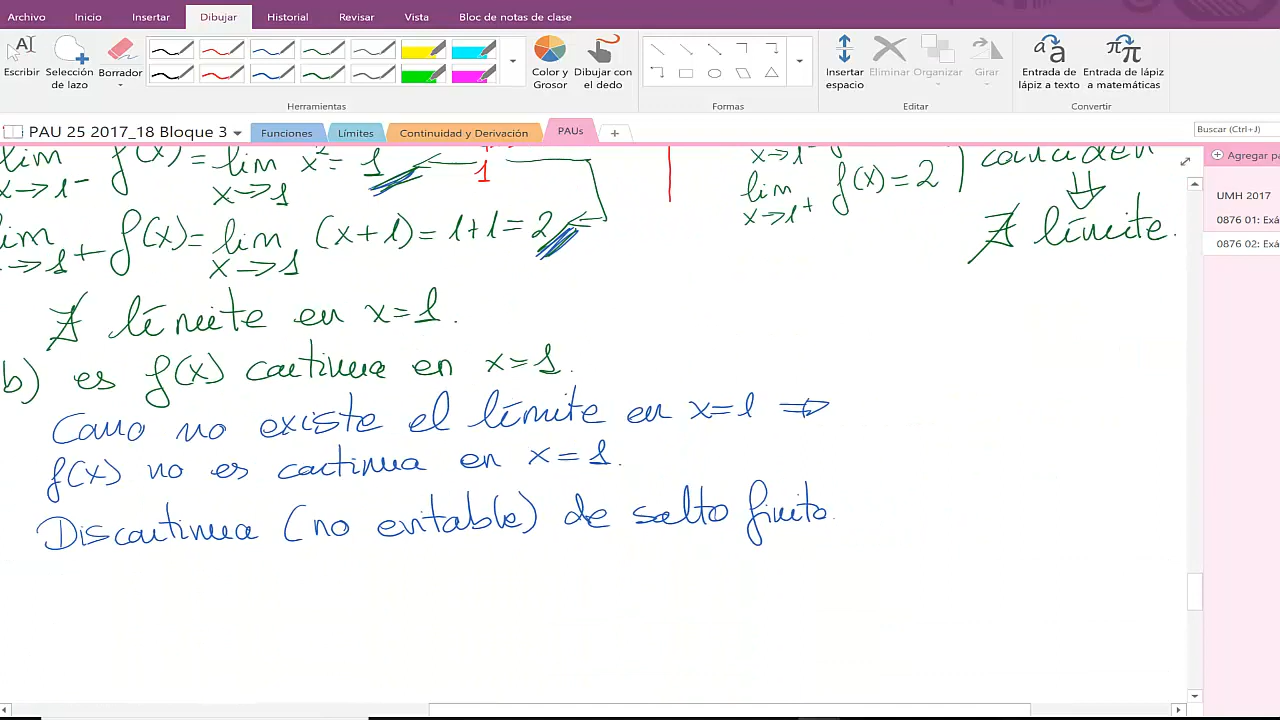 Archivo Inicio Insertar Dibujar Historial Revisar Vista Bloc de notas de clase
Escribir Selección de lazo Borrador Color y Grosor Dibujar con el dedo Insertar espacio Eliminar Organizar Girar Entrada de lápiz a texto Entrada de lápiz a matemáticas
Herramientas Formas Editar Convertir
PAU 25 2017_18 Bloque 3 Funciones Límites Continuidad y Derivación PAUs + Buscar (Ctrl+J)
Agregar pá
UMH 2017
0876 01: Exá
0876 02: Exá
lim x→1- f(x) = lim x→1 x² = 1
1
x→1-
coinciden
lim x→1+ f(x) = 2
lim x→1+ f(x) = lim x→1 (x+1) = 1+1 = 2
∄ límite.
∄ límite en x=1.
b) es f(x) continua en x=1.
Como no existe el límite en x=1 ⇒
f(x) no es continua en x=1.
Discontinua (no evitable) de salto finito.